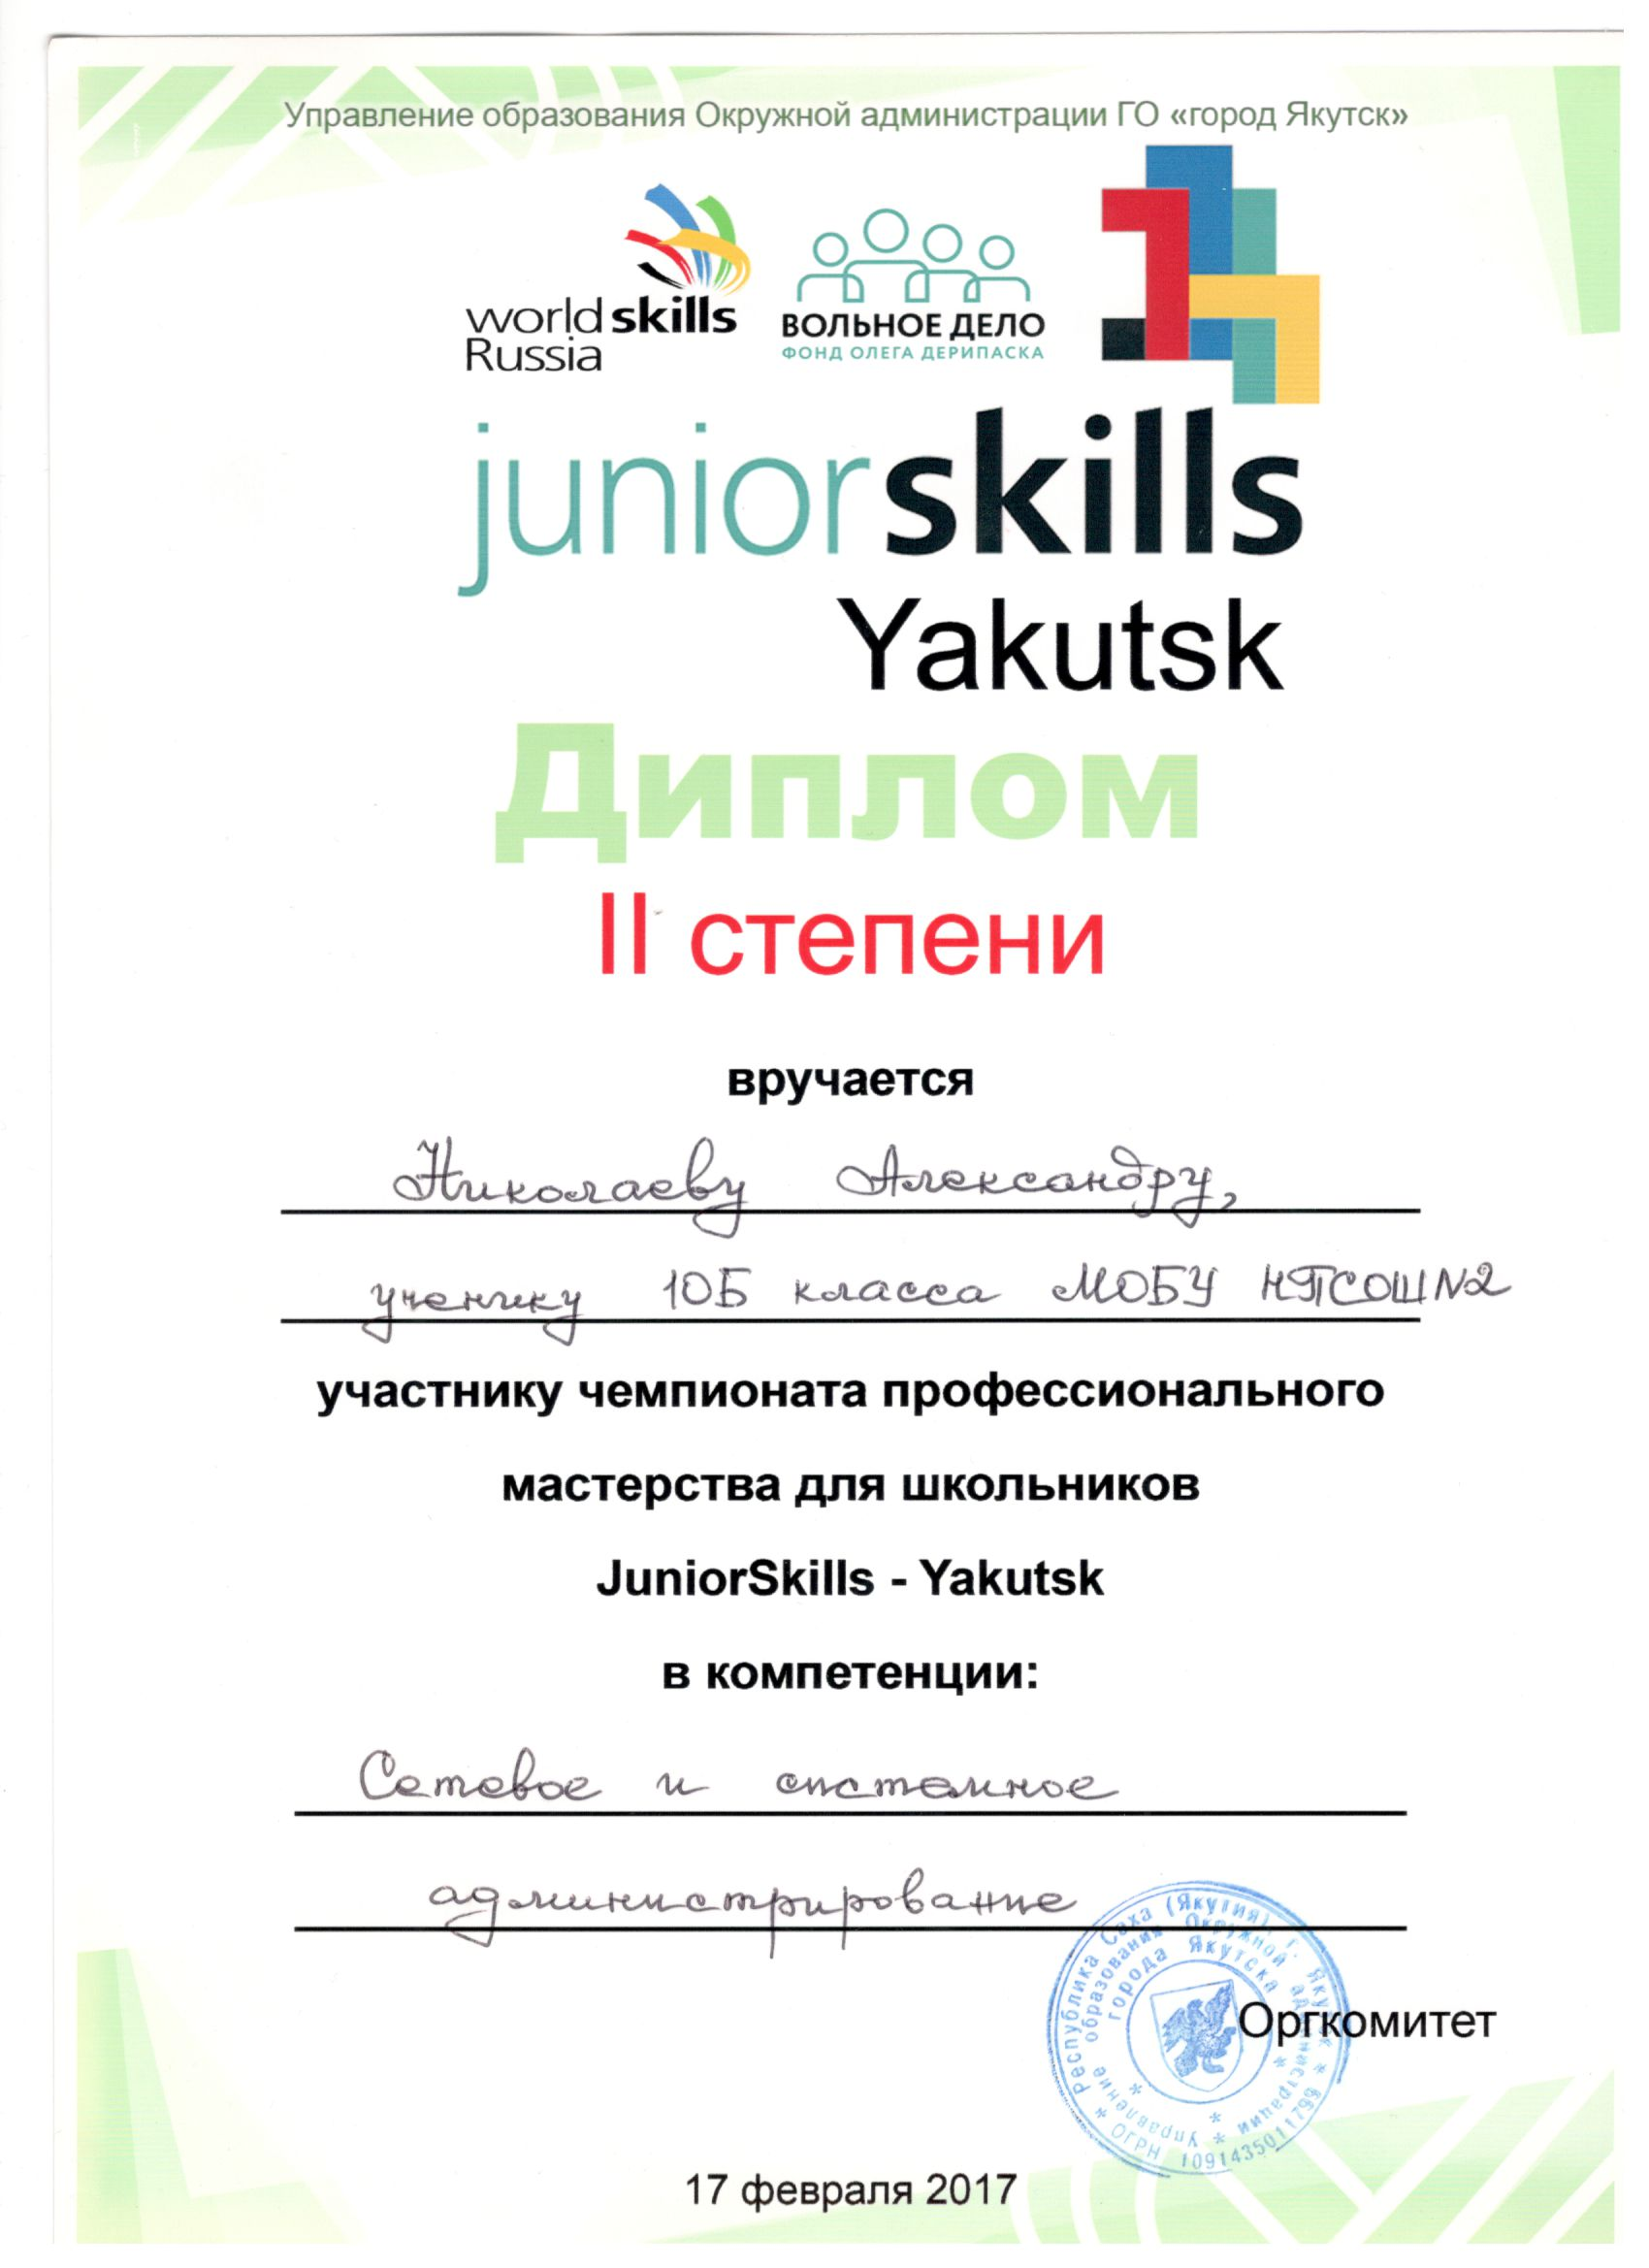 Управление образования Окружной администрации ГО «город Якутск»
world skills
Russia
ВОЛЬНОЕ ДЕЛО
ФОНД ОЛЕГА ДЕРИПАСКА
juniorskills
Yakutsk
Диплом
II степени
вручается
Николаеву Александру,
ученику 10Б класса МОБУ НПСОШ№2
участнику чемпионата профессионального
мастерства для школьников
JuniorSkills - Yakutsk
в компетенции:
Сетевое и системное
администрирование
Республика Саха (Якутия) г. Якутск * ОГРН 1091435011799
Управление образования Окружной администрации
города Якутска
Оргкомитет
17 февраля 2017